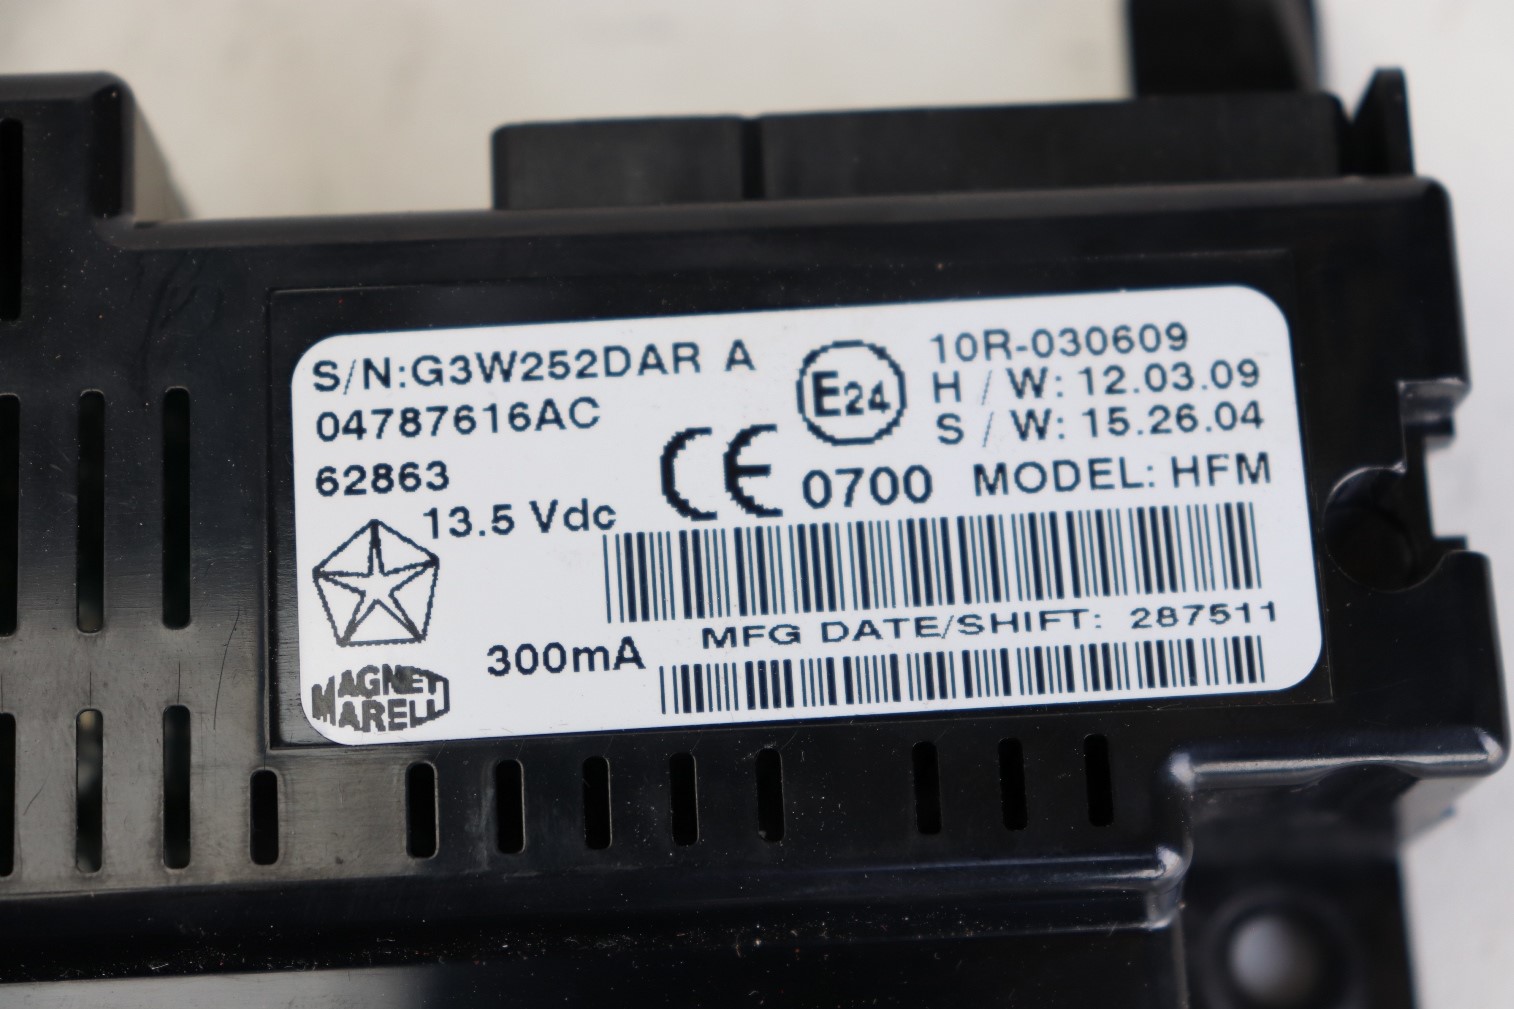 S/N:G3W252DAR A
04787616AC
62863
13.5 Vdc
E24
10R-030609
H / W: 12.03.09
S / W: 15.26.04
CE 0700 MODEL: HFM
MFG DATE/SHIFT: 287511
300mA
MAGNETI
MARELLI